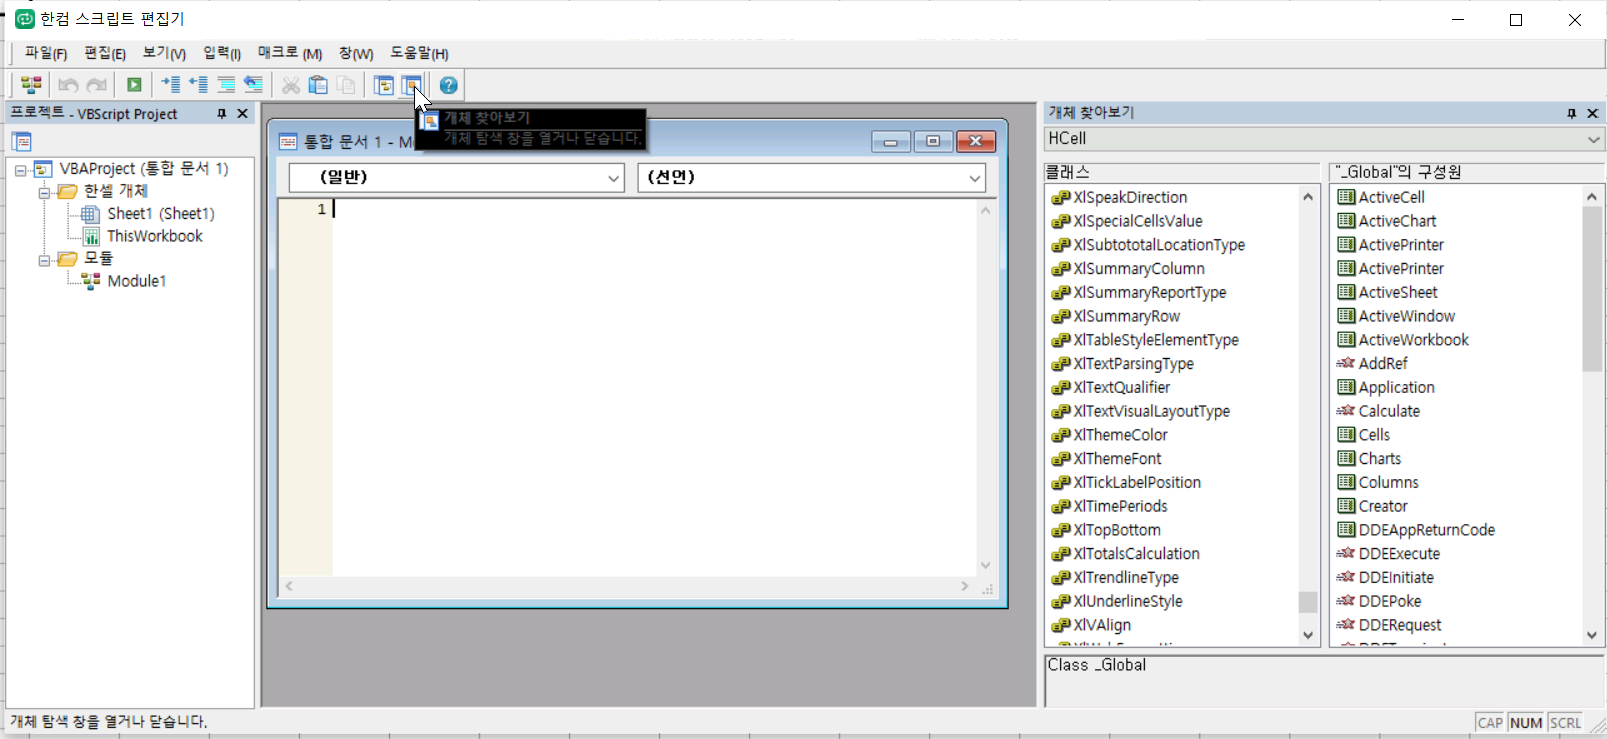 한컴 스크립트 편집기
파일(F) 편집(E) 보기(V) 입력(I) 매크로 (M) 창(W) 도움말(H)
프로젝트 - VBScript Project
VBAProject (통합 문서 1)
한셀 개체
Sheet1 (Sheet1)
ThisWorkbook
모듈
Module1
통합 문서 1 - M
개체 찾아보기
개체 탐색 창을 열거나 닫습니다.
(일반)
(선언)
1
개체 찾아보기
HCell
클래스
XlSpeakDirection
XlSpecialCellsValue
XlSubtototalLocationType
XlSummaryColumn
XlSummaryReportType
XlSummaryRow
XlTableStyleElementType
XlTextParsingType
XlTextQualifier
XlTextVisualLayoutType
XlThemeColor
XlThemeFont
XlTickLabelPosition
XlTimePeriods
XlTopBottom
XlTotalsCalculation
XlTrendlineType
XlUnderlineStyle
XlVAlign
"_Global"의 구성원
ActiveCell
ActiveChart
ActivePrinter
ActivePrinter
ActiveSheet
ActiveWindow
ActiveWorkbook
AddRef
Application
Calculate
Cells
Charts
Columns
Creator
DDEAppReturnCode
DDEExecute
DDEInitiate
DDEPoke
DDERequest
Class _Global
개체 탐색 창을 열거나 닫습니다.
CAP NUM SCRL